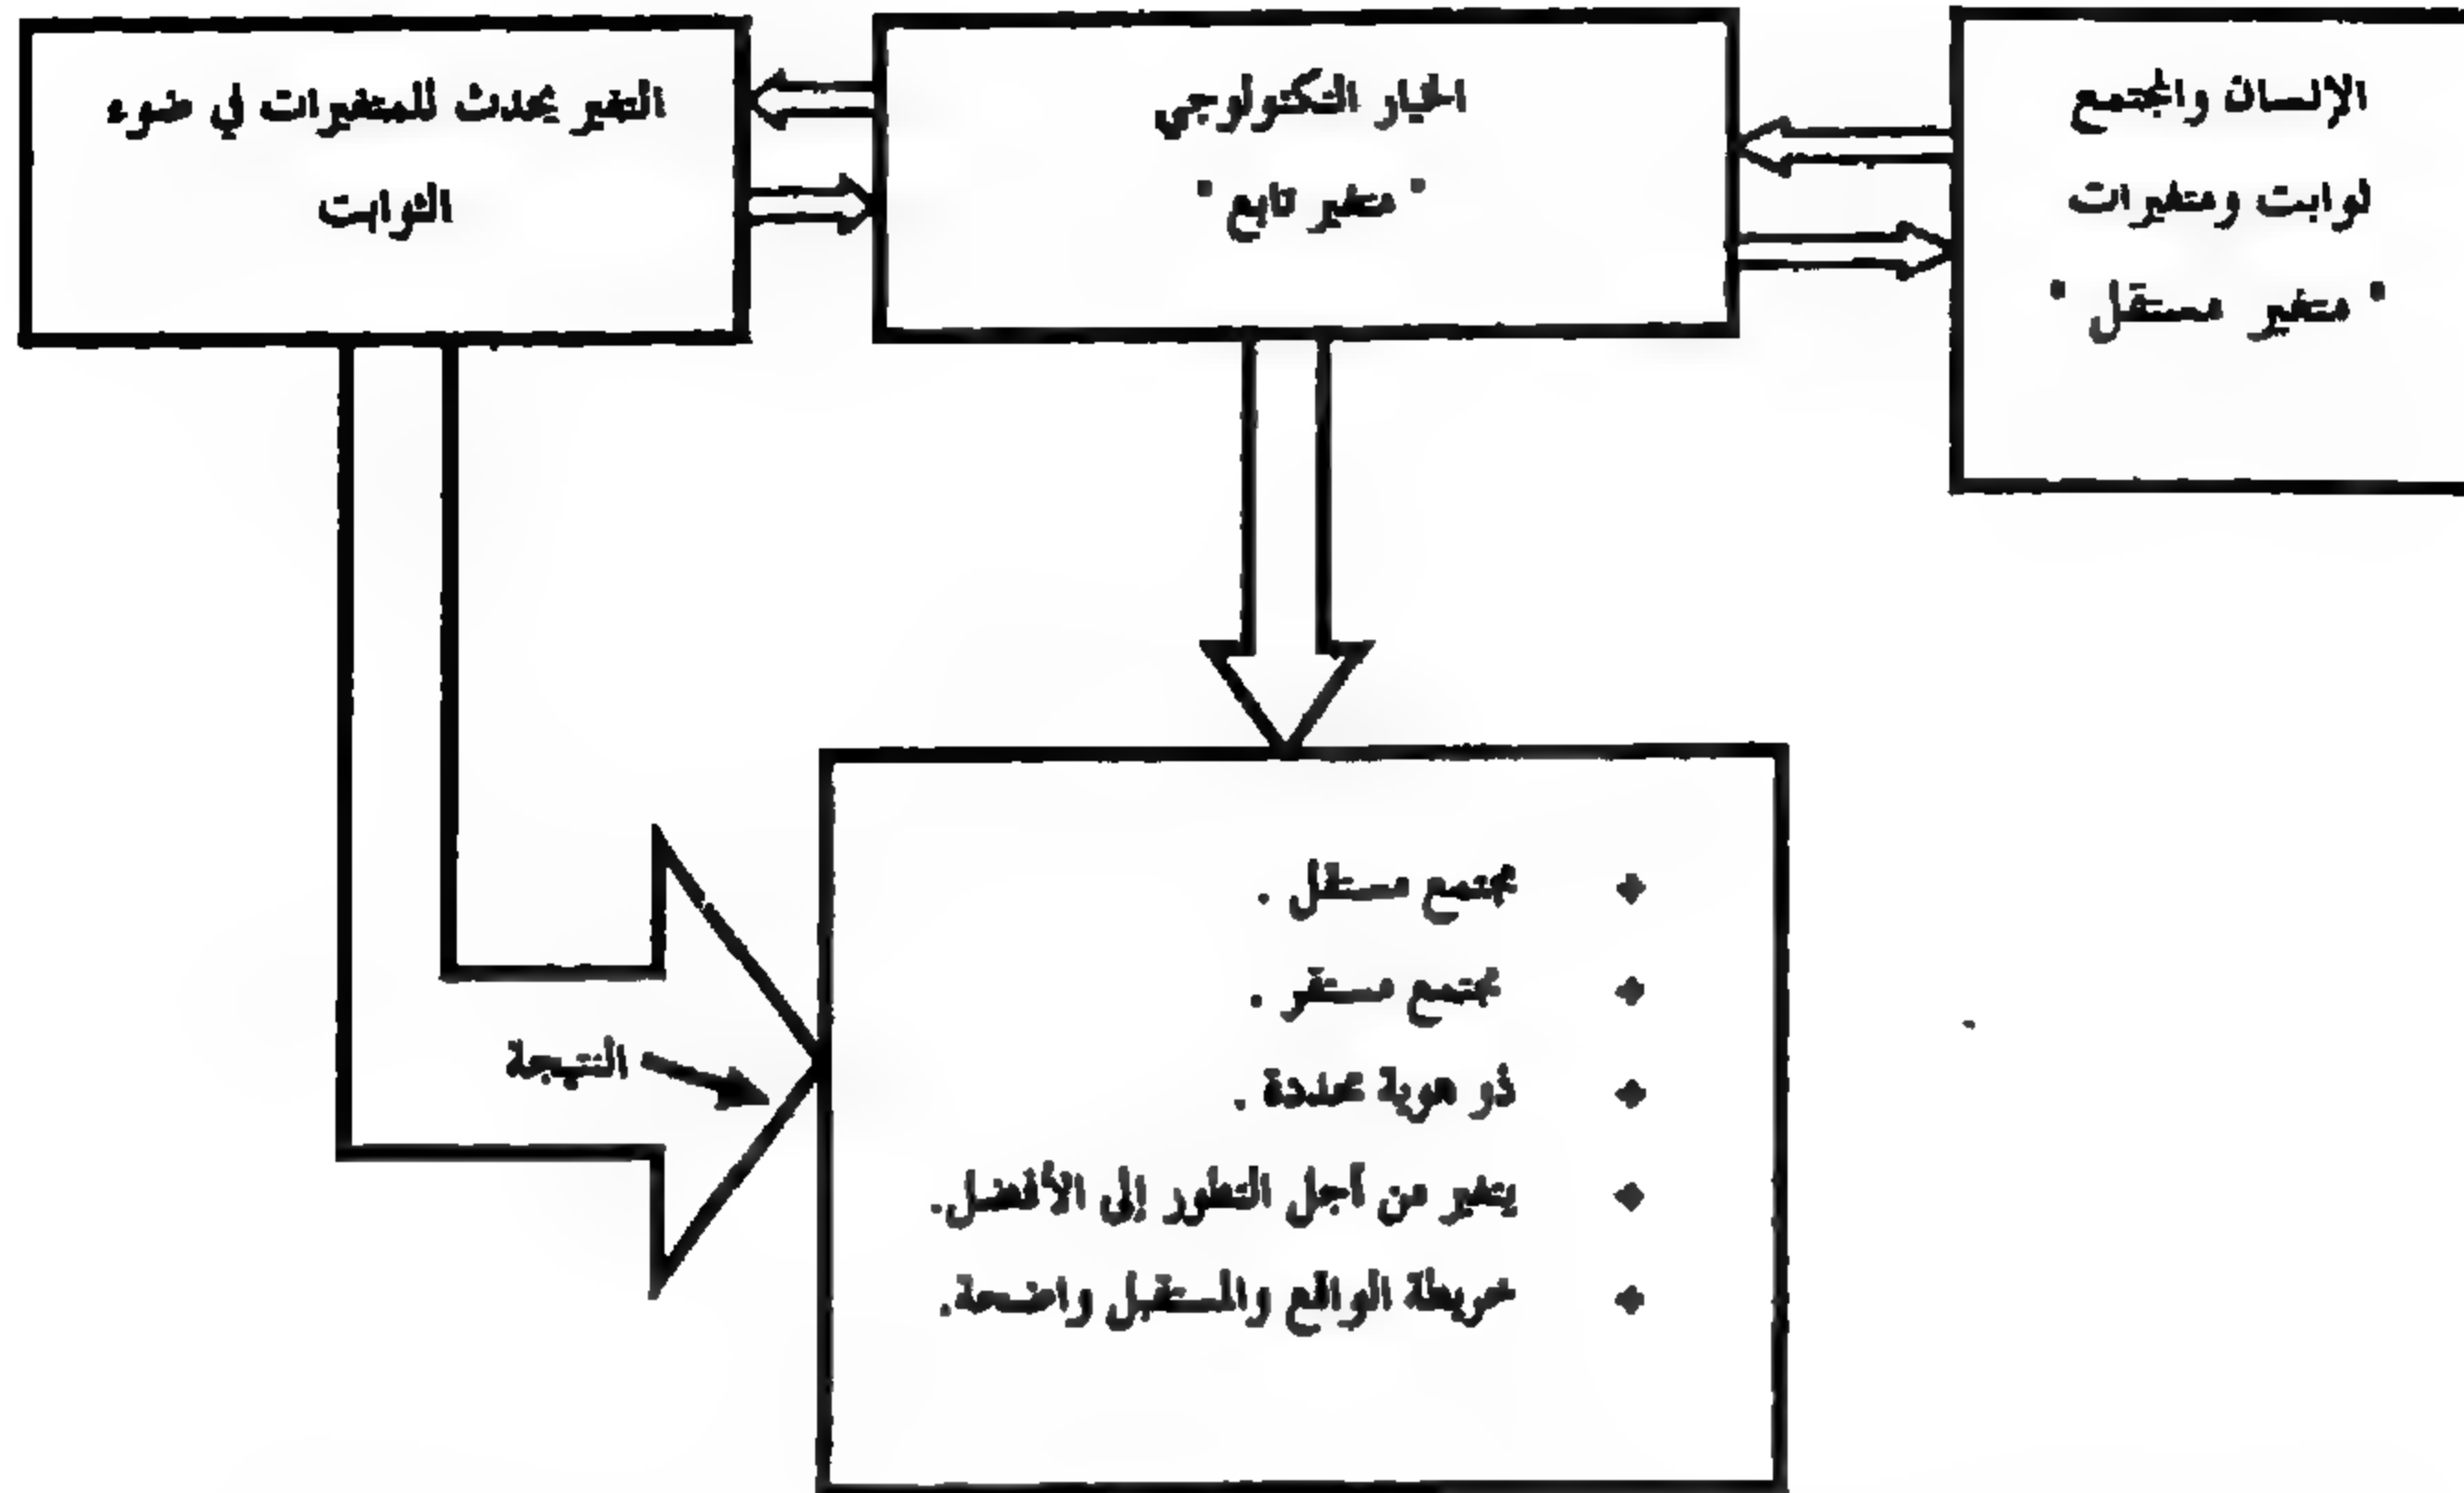 الإنسان والمجتمع
ثوابت ومتغيرات
" متغير مستقل "
الخيار التكنولوجي
" متغير تابع "
التغير يحدث للمتغيرات في ضوء
الثوابت
مجتمع مستقل .
مجتمع مستقر .
ذو هوية محددة .
يتغير من أجل التطور إلى الأفضل.
خريطة الواقع والمستقبل واضحة.
النتيجة